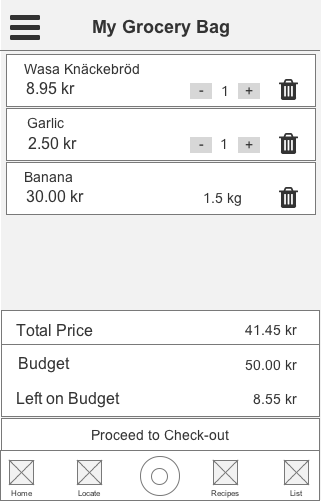 My Grocery Bag
Wasa Knäckebröd
8.95 kr
- 1 +
Garlic
2.50 kr
- 1 +
Banana
30.00 kr
1.5 kg
Total Price 41.45 kr
Budget 50.00 kr
Left on Budget 8.55 kr
Proceed to Check-out
Home Locate Recipes List